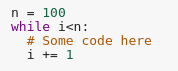 n = 100
while i<n:
  # Some code here
  i += 1